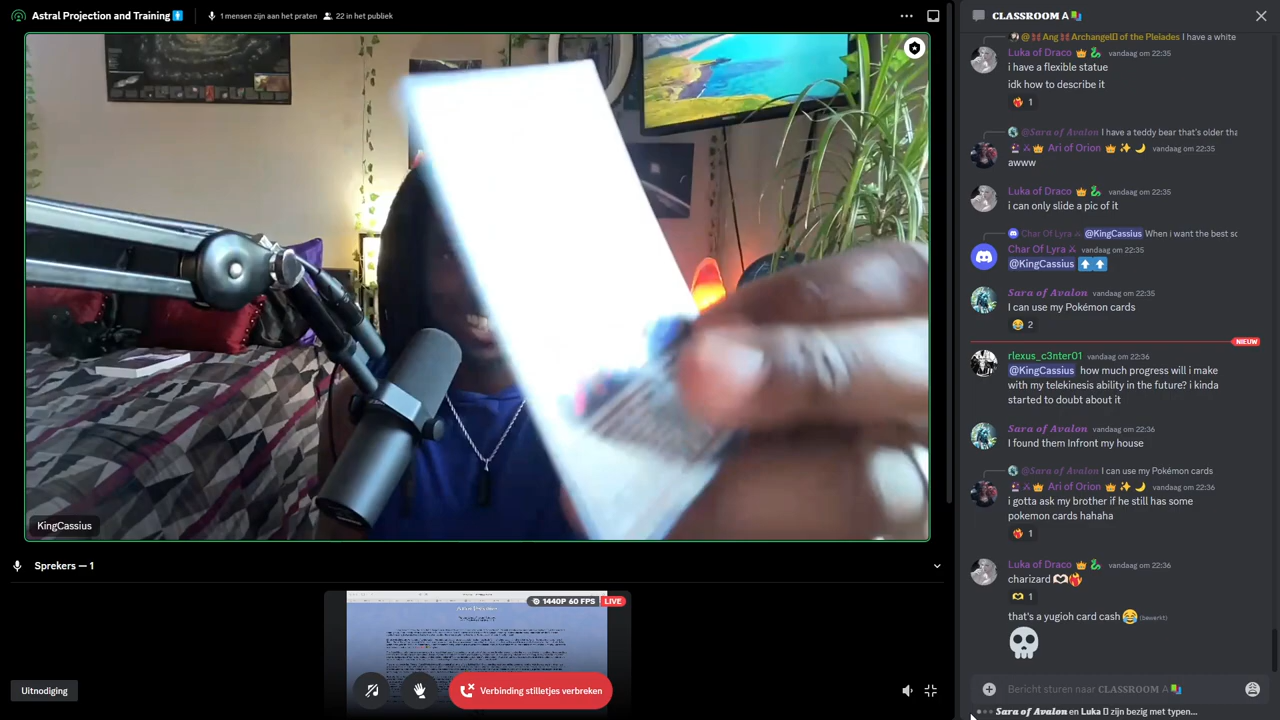 Astral Projection and Training
1 mensen zijn aan het praten
22 in het publiek
KingCassius
Sprekers — 1
1440P 60 FPS
LIVE
Uitnodiging
Verbinding stilletjes verbreken
CLASSROOM A
@Ang Archangel of the Pleiades I have a white
Luka of Draco vandaag om 22:35
i have a flexible statue
idk how to describe it
1
@Sara of Avalon I have a teddy bear that's older tha
Ari of Orion vandaag om 22:35
awww
Luka of Draco vandaag om 22:35
i can only slide a pic of it
Char Of Lyra @KingCassius When i want the best sc
Char Of Lyra vandaag om 22:35
@KingCassius
Sara of Avalon vandaag om 22:35
I can use my Pokémon cards
2
NIEUW
rlexus_c3nter01 vandaag om 22:36
@KingCassius how much progress will i make
with my telekinesis ability in the future? i kinda
started to doubt about it
Sara of Avalon vandaag om 22:36
I found them Infront my house
@Sara of Avalon I can use my Pokémon cards
Ari of Orion vandaag om 22:36
i gotta ask my brother if he still has some
pokemon cards hahaha
1
Luka of Draco vandaag om 22:36
charizard
1
that's a yugioh card cash (bewerkt)
Bericht sturen naar CLASSROOM A
Sara of Avalon en Luka zijn bezig met typen...